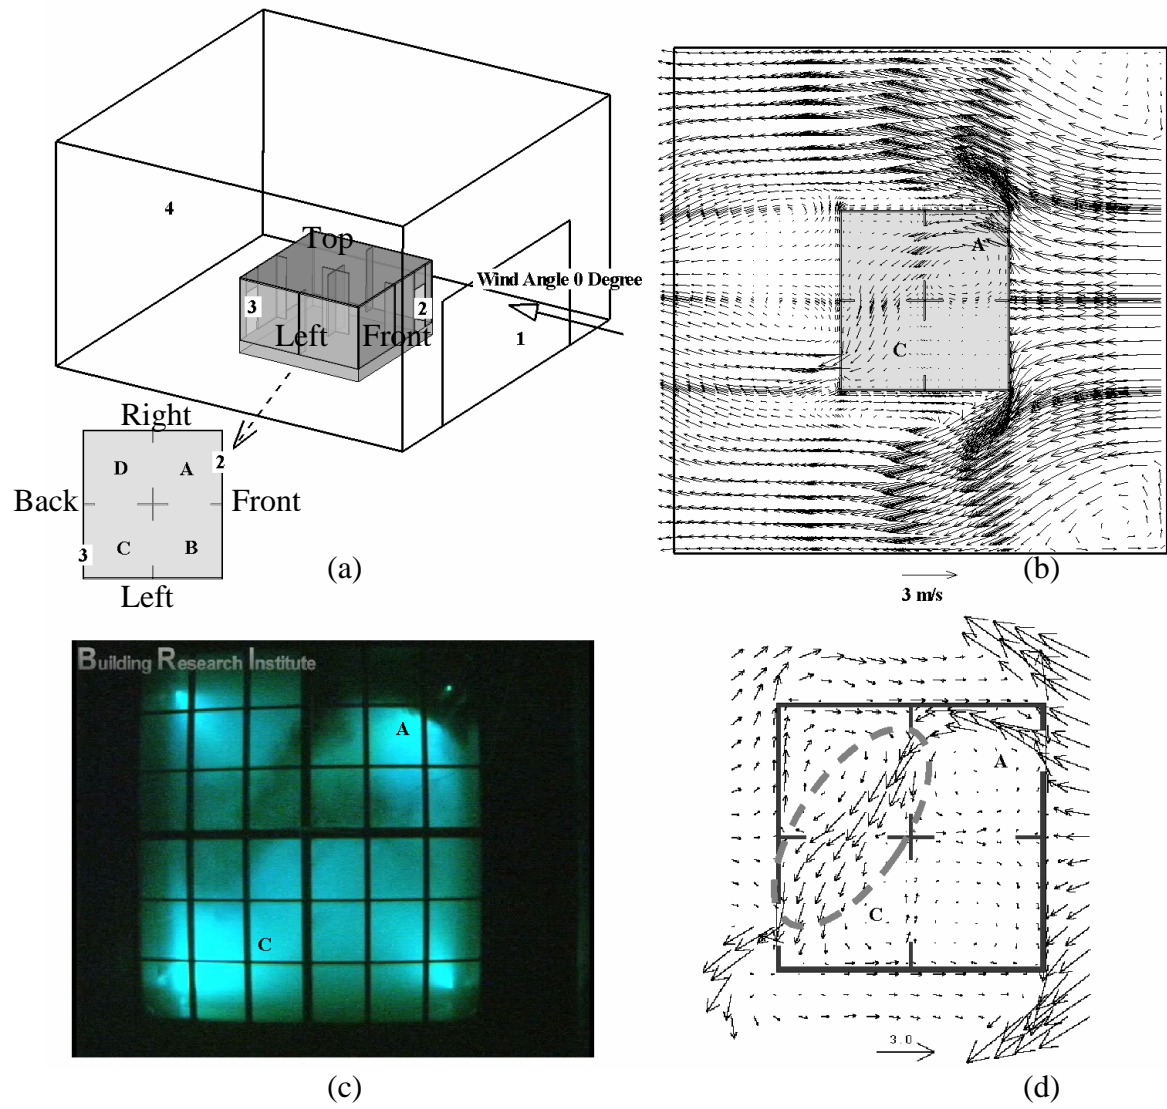 4
Top
Wind Angle 0 Degree
3
2
Left
Front
1
Right
D
A
2
Back
Front
C
B
3
Left
(a)
A
C
(b)
3 m/s
Building Research Institute
A
C
(c)
A
C
3.0
(d)